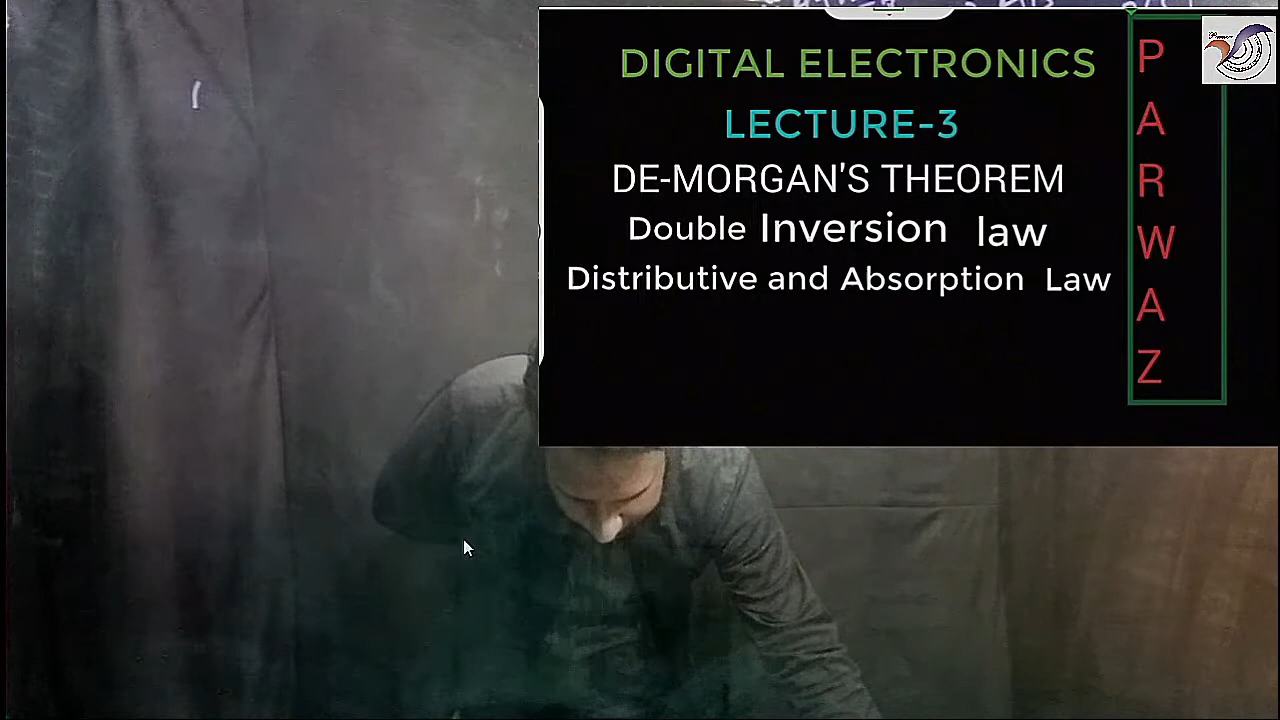 DIGITAL ELECTRONICS
LECTURE-3
DE-MORGAN'S THEOREM
Double Inversion law
Distributive and Absorption Law
P
A
R
W
A
Z